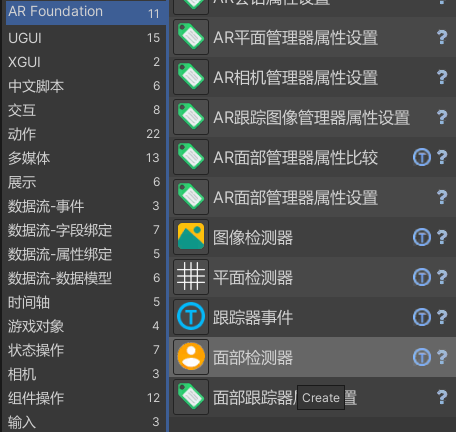 AR Foundation 11
UGUI 15
XGUI 2
中文脚本 6
交互 8
动作 22
多媒体 13
展示 6
数据流-事件 3
数据流-字段绑定 7
数据流-属性绑定 5
数据流-数据模型 6
时间轴 5
游戏对象 4
状态操作 7
相机 3
组件操作 12
输入 3
AR会话属性设置
AR平面管理器属性设置 ?
AR相机管理器属性设置 ?
AR跟踪图像管理器属性设置 ?
AR面部管理器属性比较 T ?
AR面部管理器属性设置 ?
图像检测器 T ?
平面检测器 T ?
T 跟踪器事件 T ?
面部检测器 T ?
面部跟踪器 置 ?
Create